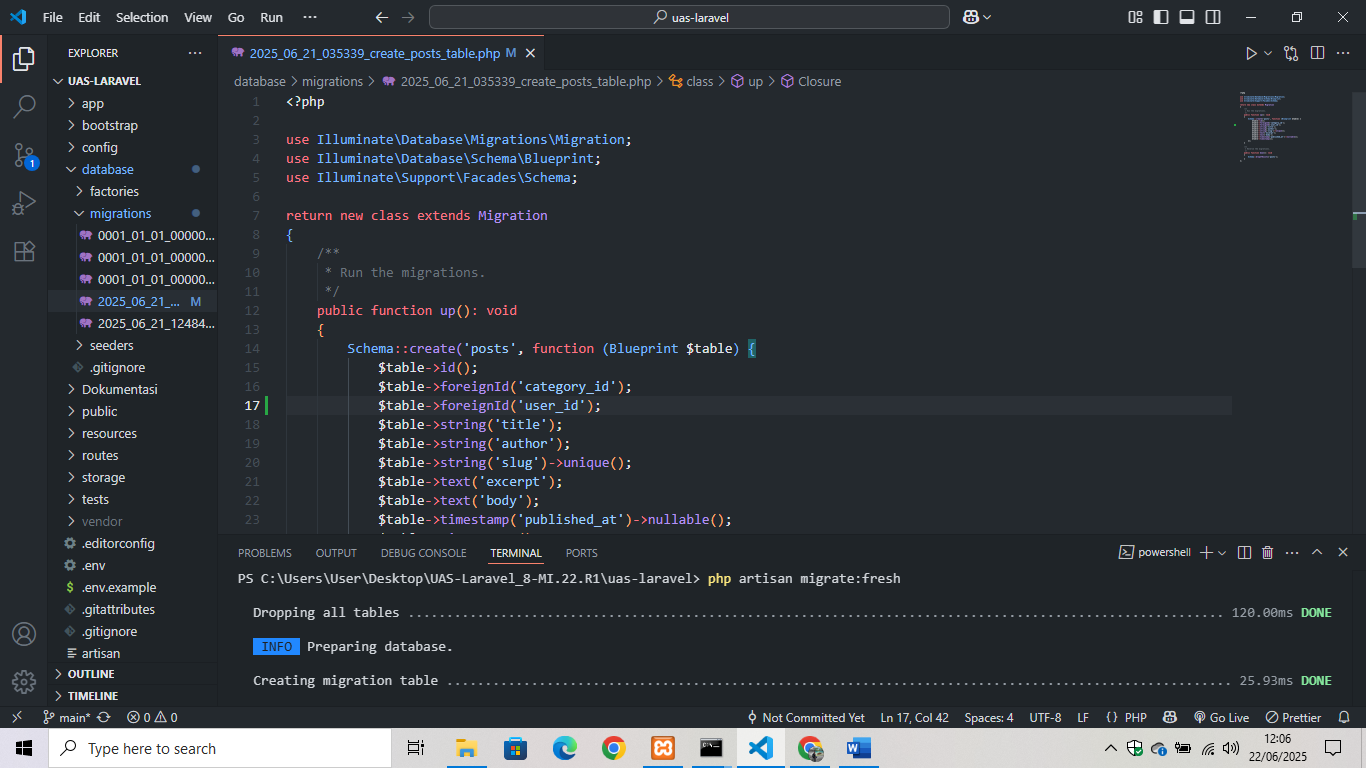 File Edit Selection View Go Run ··· uas-laravel
EXPLORER ···
UAS-LARAVEL
app
bootstrap
config
database
factories
migrations
0001_01_01_00000...
0001_01_01_00000...
0001_01_01_00000...
2025_06_21_... M
2025_06_21_12484...
seeders
.gitignore
Dokumentasi
public
resources
routes
storage
tests
vendor
.editorconfig
.env
$ .env.example
.gitattributes
.gitignore
artisan
OUTLINE
TIMELINE
1
2025_06_21_035339_create_posts_table.php M
database > migrations > 2025_06_21_035339_create_posts_table.php > class > up > Closure
1 <?php
2
3 use Illuminate\Database\Migrations\Migration;
4 use Illuminate\Database\Schema\Blueprint;
5 use Illuminate\Support\Facades\Schema;
6
7 return new class extends Migration
8 {
9 /**
10 * Run the migrations.
11 */
12 public function up(): void
13 {
14 Schema::create('posts', function (Blueprint $table) {
15 $table->id();
16 $table->foreignId('category_id');
17 $table->foreignId('user_id');
18 $table->string('title');
19 $table->string('author');
20 $table->string('slug')->unique();
21 $table->text('excerpt');
22 $table->text('body');
23 $table->timestamp('published_at')->nullable();
PROBLEMS OUTPUT DEBUG CONSOLE TERMINAL PORTS powershell
PS C:\Users\User\Desktop\UAS-Laravel_8-MI.22.R1\uas-laravel> php artisan migrate:fresh
Dropping all tables ........................................................................................................ 120.00ms DONE
INFO Preparing database.
Creating migration table .................................................................................................... 25.93ms DONE
main* 0 0 Not Committed Yet Ln 17, Col 42 Spaces: 4 UTF-8 LF {} PHP Go Live Prettier
Type here to search
12:06
22/06/2025